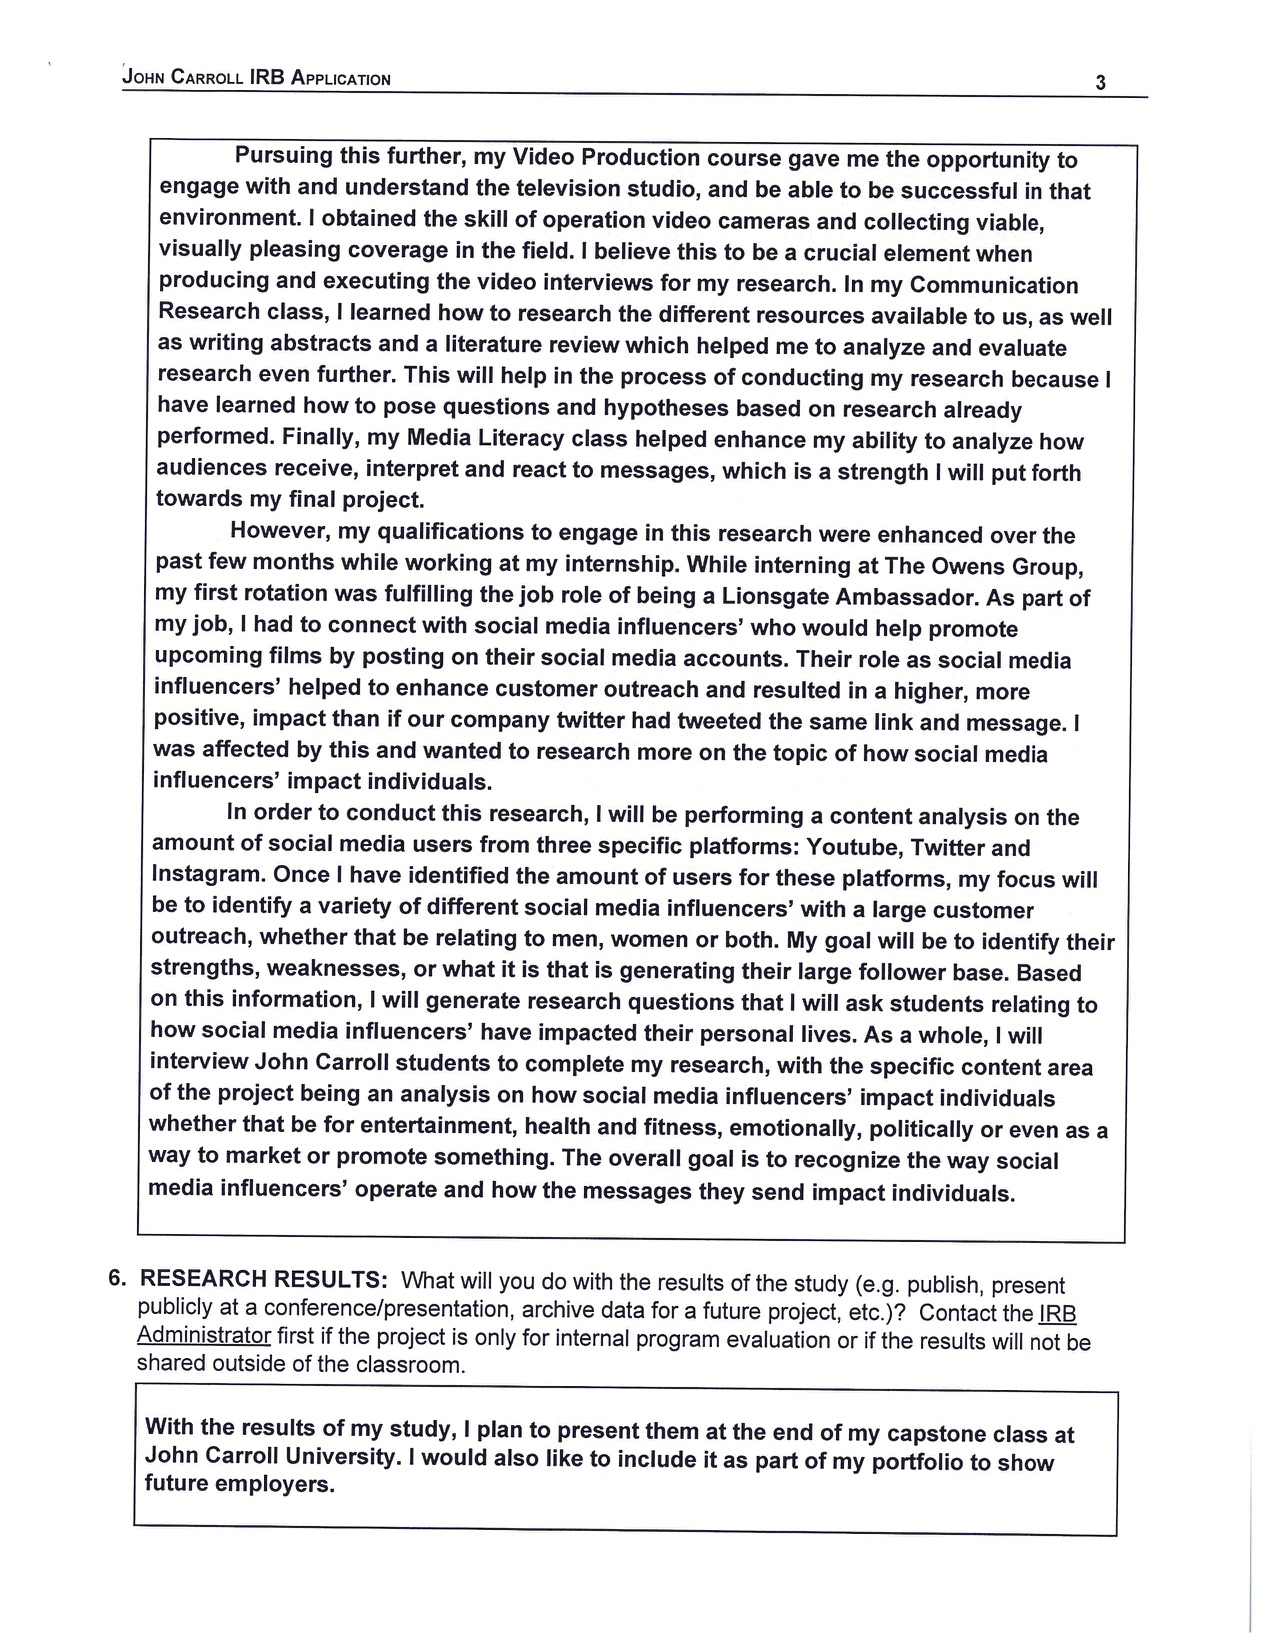 JOHN CARROLL IRB APPLICATION 3
Pursuing this further, my Video Production course gave me the opportunity to
engage with and understand the television studio, and be able to be successful in that
environment. I obtained the skill of operation video cameras and collecting viable,
visually pleasing coverage in the field. I believe this to be a crucial element when
producing and executing the video interviews for my research. In my Communication
Research class, I learned how to research the different resources available to us, as well
as writing abstracts and a literature review which helped me to analyze and evaluate
research even further. This will help in the process of conducting my research because I
have learned how to pose questions and hypotheses based on research already
performed. Finally, my Media Literacy class helped enhance my ability to analyze how
audiences receive, interpret and react to messages, which is a strength I will put forth
towards my final project.
However, my qualifications to engage in this research were enhanced over the
past few months while working at my internship. While interning at The Owens Group,
my first rotation was fulfilling the job role of being a Lionsgate Ambassador. As part of
my job, I had to connect with social media influencers’ who would help promote
upcoming films by posting on their social media accounts. Their role as social media
influencers’ helped to enhance customer outreach and resulted in a higher, more
positive, impact than if our company twitter had tweeted the same link and message. I
was affected by this and wanted to research more on the topic of how social media
influencers’ impact individuals.
In order to conduct this research, I will be performing a content analysis on the
amount of social media users from three specific platforms: Youtube, Twitter and
Instagram. Once I have identified the amount of users for these platforms, my focus will
be to identify a variety of different social media influencers’ with a large customer
outreach, whether that be relating to men, women or both. My goal will be to identify their
strengths, weaknesses, or what it is that is generating their large follower base. Based
on this information, I will generate research questions that I will ask students relating to
how social media influencers’ have impacted their personal lives. As a whole, I will
interview John Carroll students to complete my research, with the specific content area
of the project being an analysis on how social media influencers’ impact individuals
whether that be for entertainment, health and fitness, emotionally, politically or even as a
way to market or promote something. The overall goal is to recognize the way social
media influencers’ operate and how the messages they send impact individuals.
6. RESEARCH RESULTS: What will you do with the results of the study (e.g. publish, present
publicly at a conference/presentation, archive data for a future project, etc.)? Contact the IRB
Administrator first if the project is only for internal program evaluation or if the results will not be
shared outside of the classroom.
With the results of my study, I plan to present them at the end of my capstone class at
John Carroll University. I would also like to include it as part of my portfolio to show
future employers.